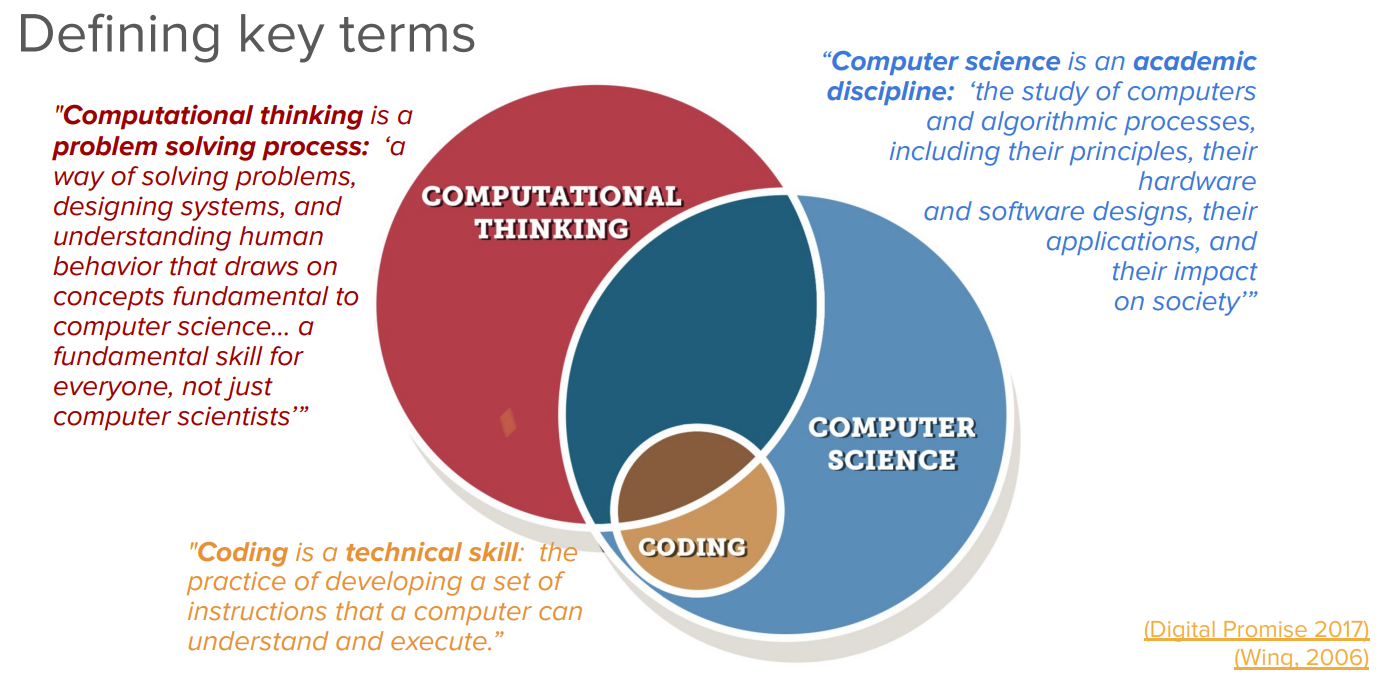 Defining key terms
"Computational thinking is a
problem solving process:  ‘a
way of solving problems,
designing systems, and
understanding human
behavior that draws on
concepts fundamental to
computer science... a
fundamental skill for
everyone, not just
computer scientists’”
“Computer science is an academic
discipline:  ‘the study of computers
and algorithmic processes,
including their principles, their
hardware
and software designs, their
applications, and
their impact
on society’”
COMPUTATIONAL
THINKING
COMPUTER
SCIENCE
CODING
"Coding is a technical skill:  the
practice of developing a set of
instructions that a computer can
understand and execute.”
(Digital Promise 2017)
(Wing, 2006)